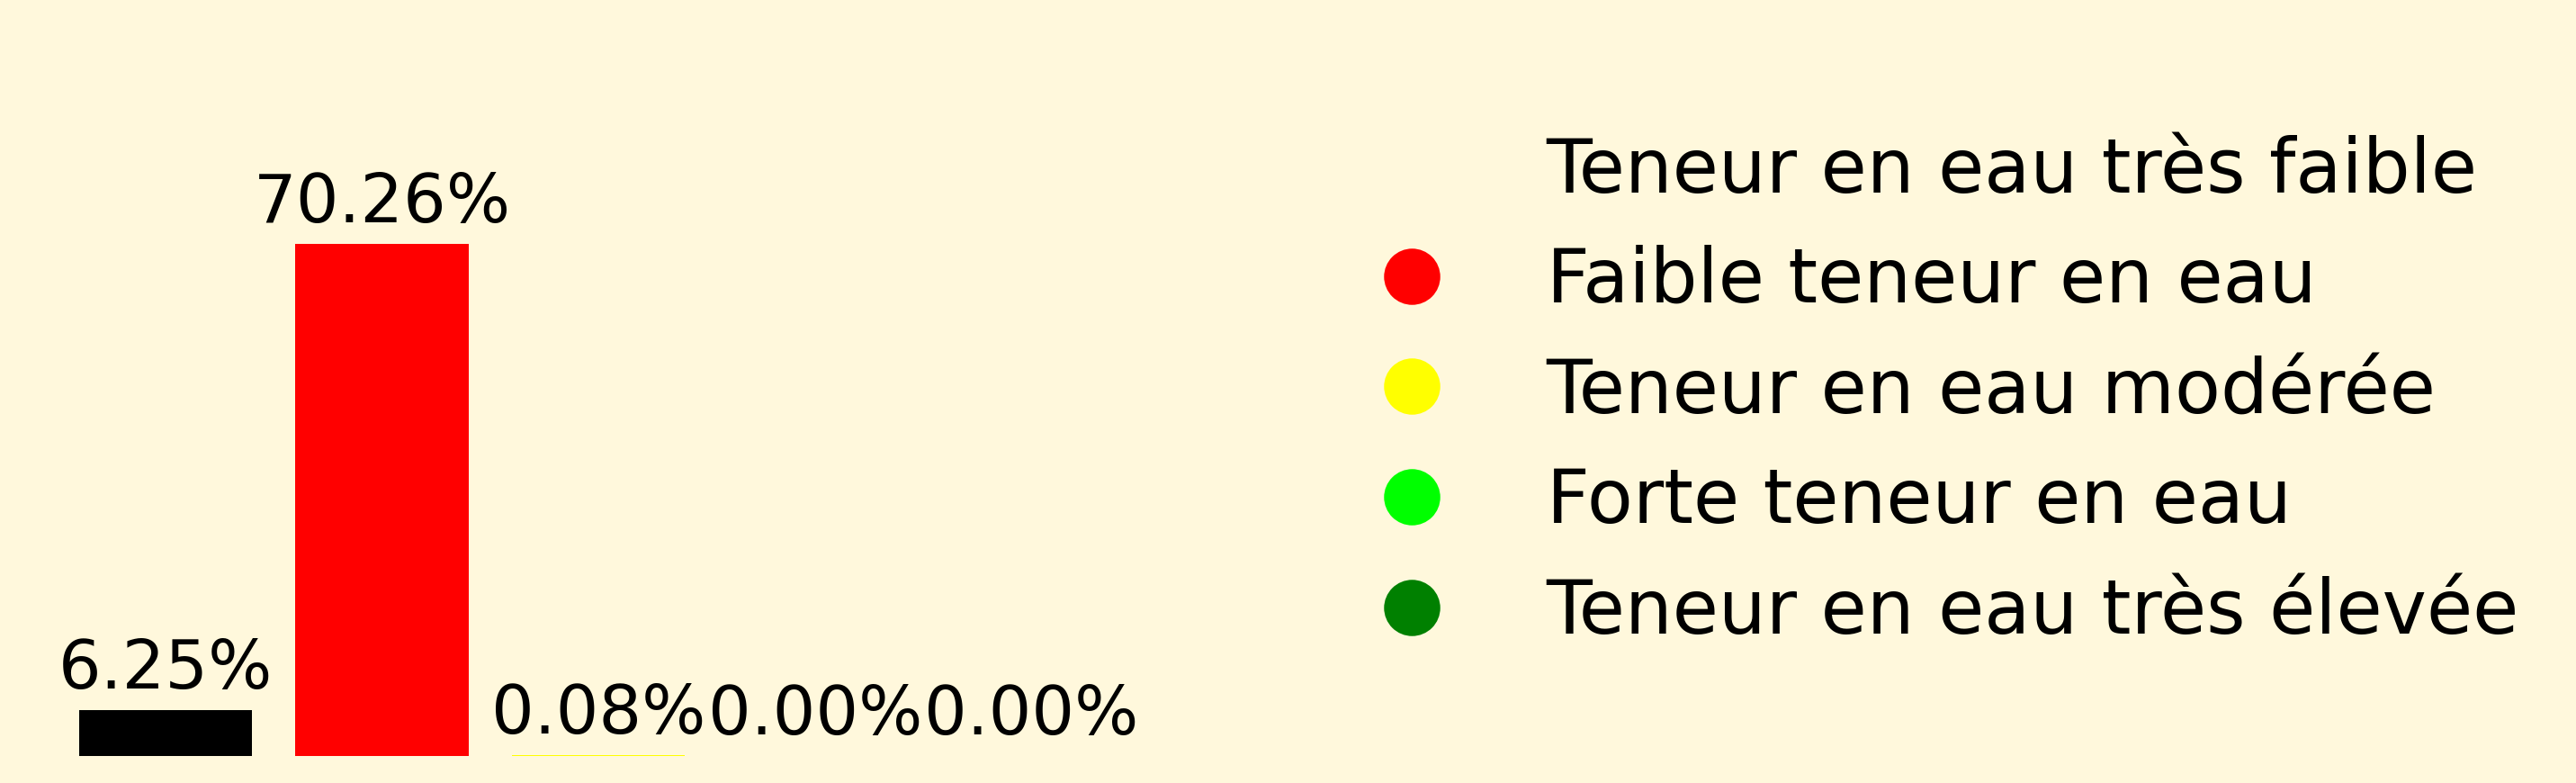 70.26%
6.25%
0.08%
0.00%
0.00%
Teneur en eau très faible
Faible teneur en eau
Teneur en eau modérée
Forte teneur en eau
Teneur en eau très élevée